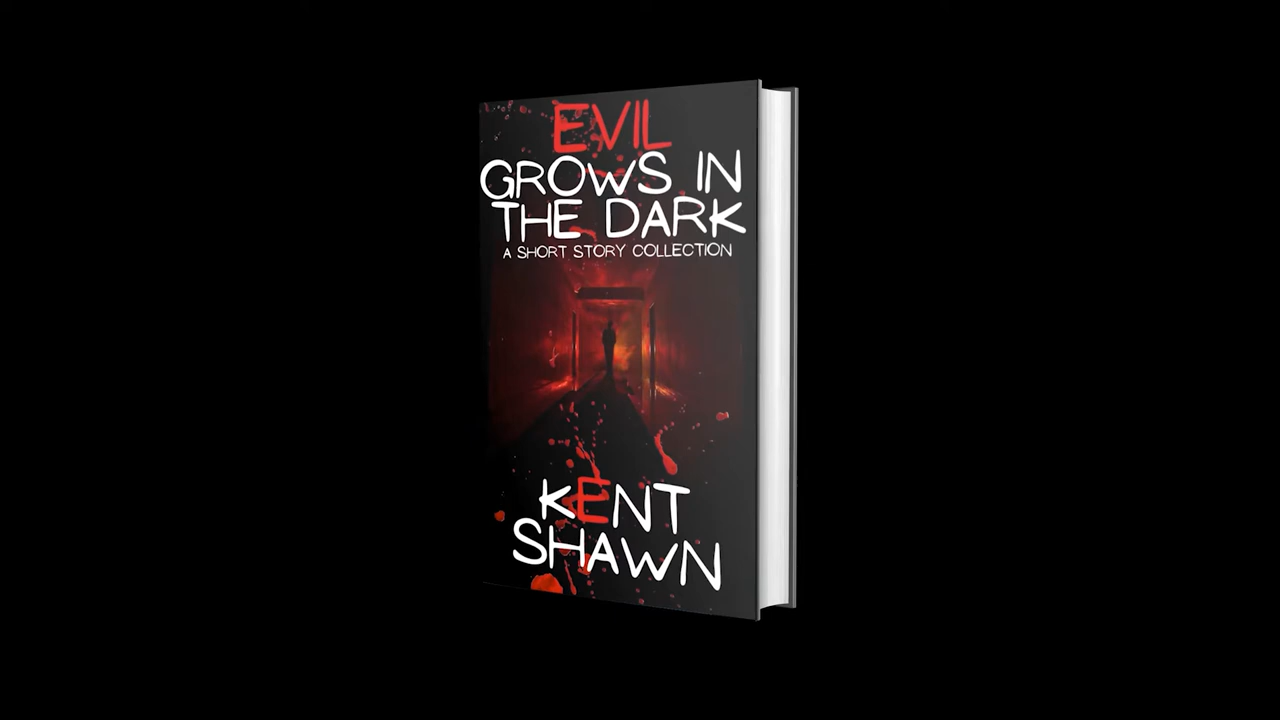 EVIL
GROWS IN
THE DARK
A SHORT STORY COLLECTION
KENT
SHAWN